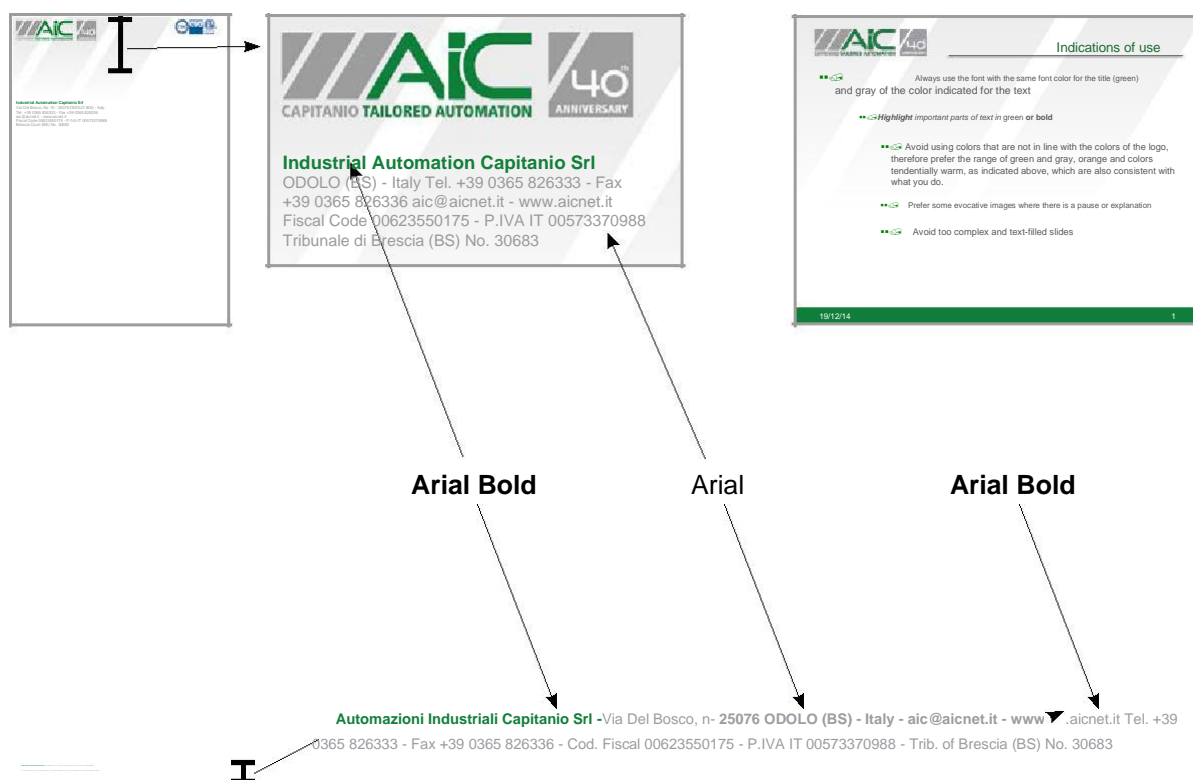 AiC 40
Industrial Automation Capitanio Srl
AiC 40th
ANNIVERSARY
CAPITANIO TAILORED AUTOMATION
Industrial Automation Capitanio Srl
ODOLO (BS) - Italy Tel. +39 0365 826333 - Fax
+39 0365 826336 aic@aicnet.it - www.aicnet.it
Fiscal Code 00623550175 - P.IVA IT 00573370988
Tribunale di Brescia (BS) No. 30683
AiC 40
Indications of use
Always use the font with the same font color for the title (green)
and gray of the color indicated for the text
Highlight important parts of text in green or bold
Avoid using colors that are not in line with the colors of the logo,
therefore prefer the range of green and gray, orange and colors
tendentially warm, as indicated above, which are also consistent with
what you do.
Prefer some evocative images where there is a pause or explanation
Avoid too complex and text-filled slides
19/12/14 1
Arial Bold Arial Arial Bold
Automazioni Industriali Capitanio Srl -Via Del Bosco, n- 25076 ODOLO (BS) - Italy - aic@aicnet.it - www .aicnet.it Tel. +39
0365 826333 - Fax +39 0365 826336 - Cod. Fiscal 00623550175 - P.IVA IT 00573370988 - Trib. of Brescia (BS) No. 30683